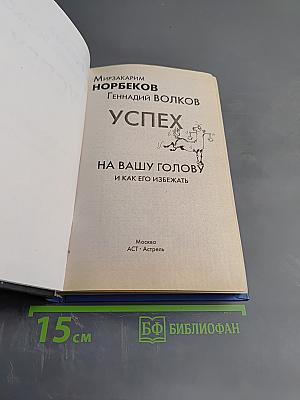 Мирзакарим
НОРБЕКОВ
Геннадий ВОЛКОВ
УСПЕХ
НА ВАШУ ГОЛОВУ
И КАК ЕГО ИЗБЕЖАТЬ
Москва
АСТ • Астрель
15 см
БФ БИБЛИОФАН